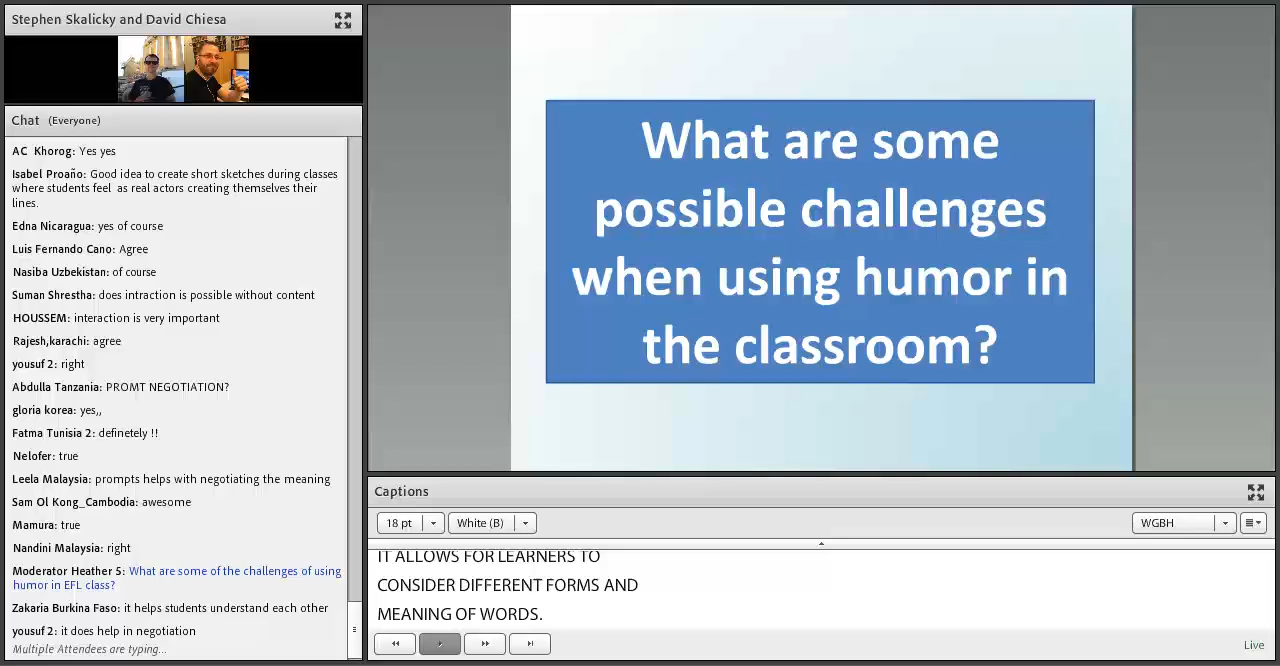 Stephen Skalicky and David Chiesa
Chat (Everyone)
AC Khorog: Yes yes
Isabel Proaño: Good idea to create short sketches during classes
where students feel as real actors creating themselves their
lines.
Edna Nicaragua: yes of course
Luis Fernando Cano: Agree
Nasiba Uzbekistan: of course
Suman Shrestha: does intraction is possible without content
HOUSSEM: interaction is very important
Rajesh,karachi: agree
yousuf 2: right
Abdulla Tanzania: PROMT NEGOTIATION?
gloria korea: yes,,
Fatma Tunisia 2: definetely !!
Nelofer: true
Leela Malaysia: prompts helps with negotiating the meaning
Sam Ol Kong_Cambodia: awesome
Mamura: true
Nandini Malaysia: right
Moderator Heather 5: What are some of the challenges of using
humor in EFL class?
Zakaria Burkina Faso: it helps students understand each other
yousuf 2: it does help in negotiation
Multiple Attendees are typing...
What are some
possible challenges
when using humor in
the classroom?
Captions
18 pt
White (B)
WGBH
IT ALLOWS FOR LEARNERS TO
CONSIDER DIFFERENT FORMS AND
MEANING OF WORDS.
Live